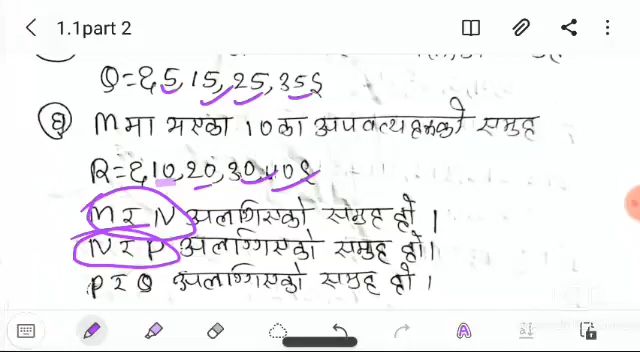 1.1part 2
Q={5,15,25,35}
घ) M मा भएका 10 का अपवर्त्यहरूको समुह
R={10,20,30,40}
M र N अलग्गिएको समुह हो ।
N र P अलग्गिएको समुह हो।
P र Q अलग्गिएको समुह हो ।